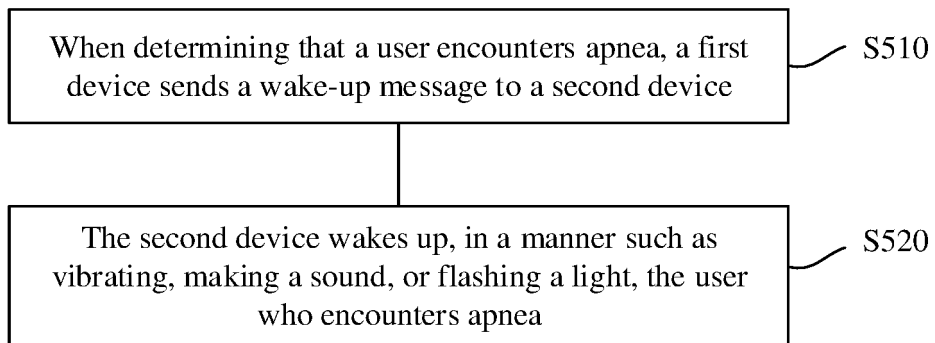 When determining that a user encounters apnea, a first
device sends a wake-up message to a second device
S510
The second device wakes up, in a manner such as
vibrating, making a sound, or flashing a light, the user
who encounters apnea
S520